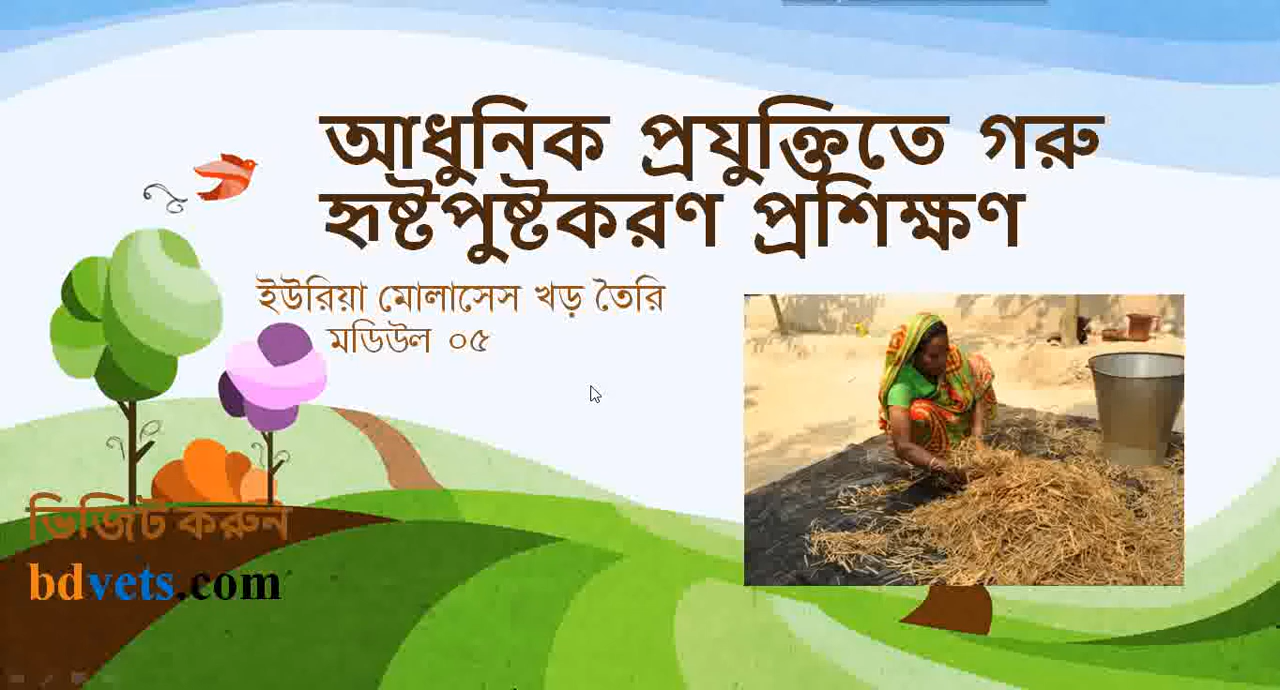 আধুনিক প্রযুক্তিতে গরু
হৃষ্টপুষ্টকরণ প্রশিক্ষণ
ইউরিয়া মোলাসেস খড় তৈরি
মডিউল ০৫
ভিজিট করুন
bdvets.com